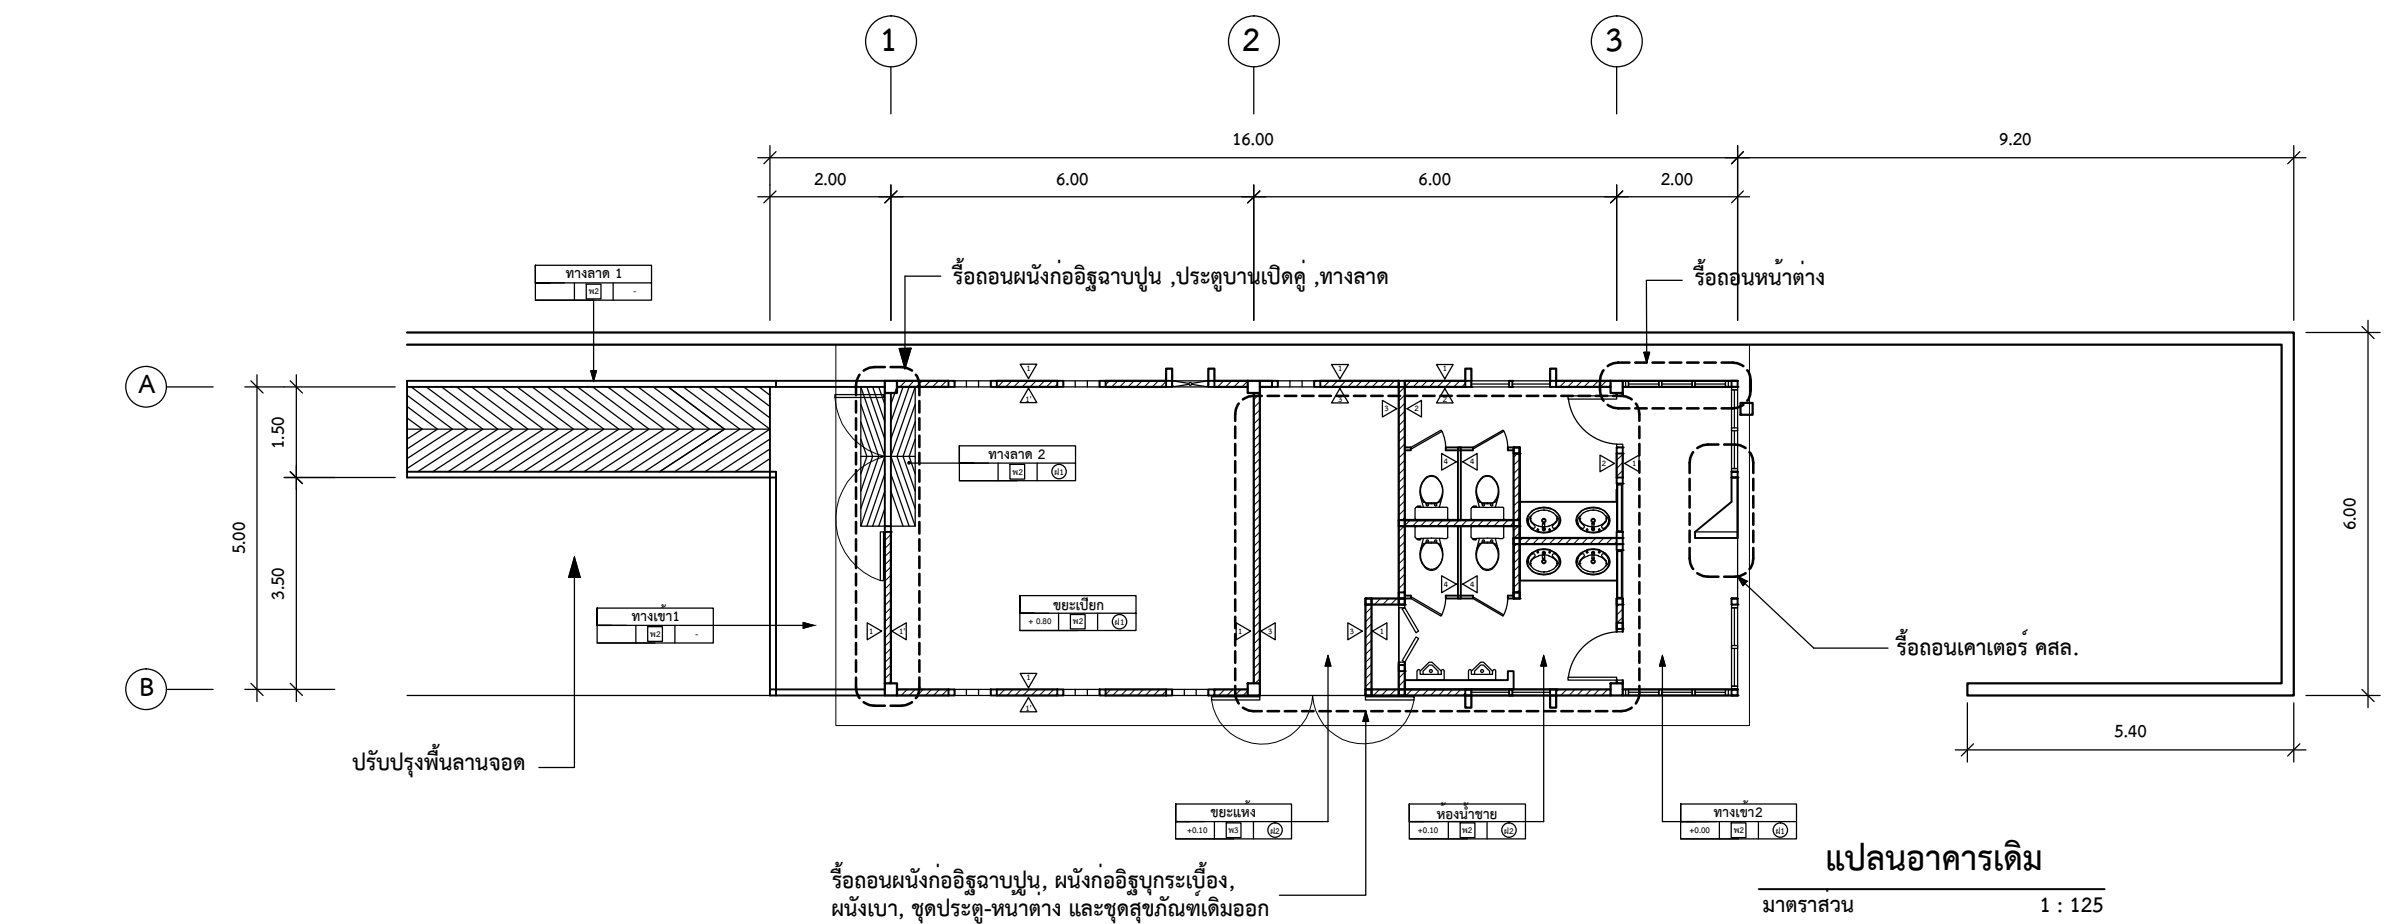 1
2
3
16.00
9.20
2.00
6.00
6.00
2.00
ทางลาด 1
พ2 -
รื้อถอนผนังก่ออิฐฉาบปูน ,ประตูบานเปิดคู่ ,ทางลาด
รื้อถอนหน้าต่าง
A
1.50
5.00
3.50
6.00
ทางลาด 2
พ2 ฝ1
ขยะเปียก
+ 0.80 พ2 ฝ1
ทางเข้า1
พ2 -
รื้อถอนเคาเตอร์ คสล.
B
5.40
ปรับปรุงพื้นลานจอด
ขยะแห้ง
+0.10 พ3 ฝ2
ห้องน้ำชาย
+0.10 พ2 ฝ2
ทางเข้า2
+0.00 พ2 ฝ1
รื้อถอนผนังก่ออิฐฉาบปูน, ผนังก่ออิฐบุกระเบื้อง,
ผนังเบา, ชุดประตู-หน้าต่าง และชุดสุขภัณฑ์เดิมออก
แปลนอาคารเดิม
มาตราส่วน 1 : 125